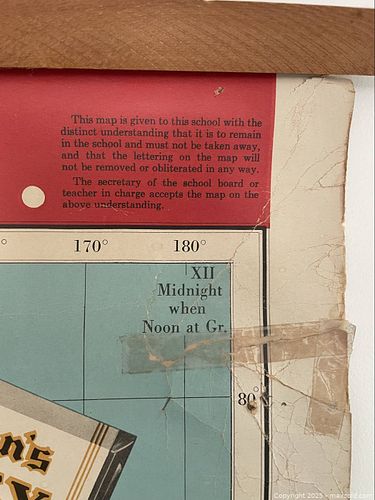 This map is given to this school with the
distinct understanding that it is to remain
in the school and must not be taken away,
and that the lettering on the map will
not be removed or obliterated in any way.
The secretary of the school board or
teacher in charge accepts the map on the
above understanding.
170° 180°
XII
Midnight
when
Noon at Gr.
80°
n's
Copyright 2025 - maxsold.com